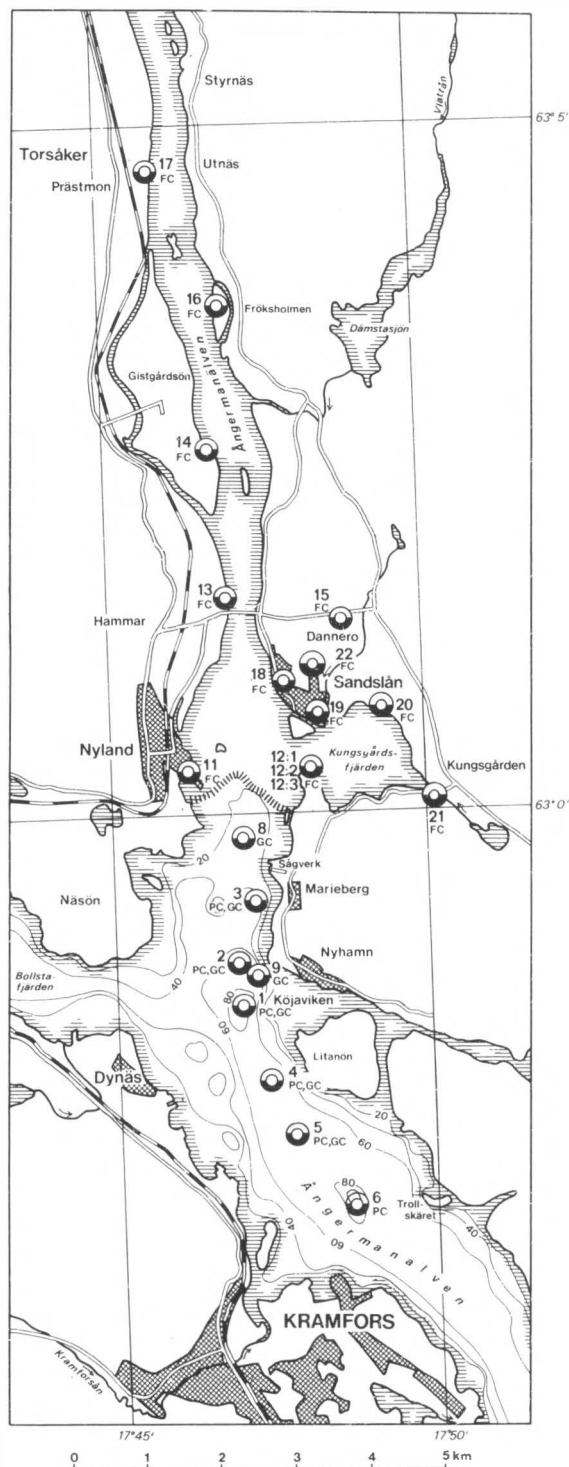 Styrnäs
63° 5'
Torsåker
17
FC
Utnäs
Prästmon
16
FC
Fröksholmen
Dämstasjön
Gistgårdsön
Ångermanälven
14
FC
13
FC
15
FC
Hammar
Dannero
22
FC
18
FC
Sandslån
19
FC
20
FC
Nyland
11
FC
12:1
12:2
12:3
FC
Kungsgårds-
fjärden
Kungsgården
21
FC
63° 0'
8
GC
20
Sågverk
3
PC, GC
Marieberg
Näsön
2
PC, GC
9
GC
Nyhamn
40
Bollsta-
fjärden
80
1
PC, GC
Köjaviken
60
Litanön
4
PC, GC
Dynäs
20
5
PC, GC
60
80
6
PC
Troll-
skäret
40
Ångermanälven
40
60
KRAMFORS
Kramforsån
17°45'
17°50'
0 1 2 3 4 5 km